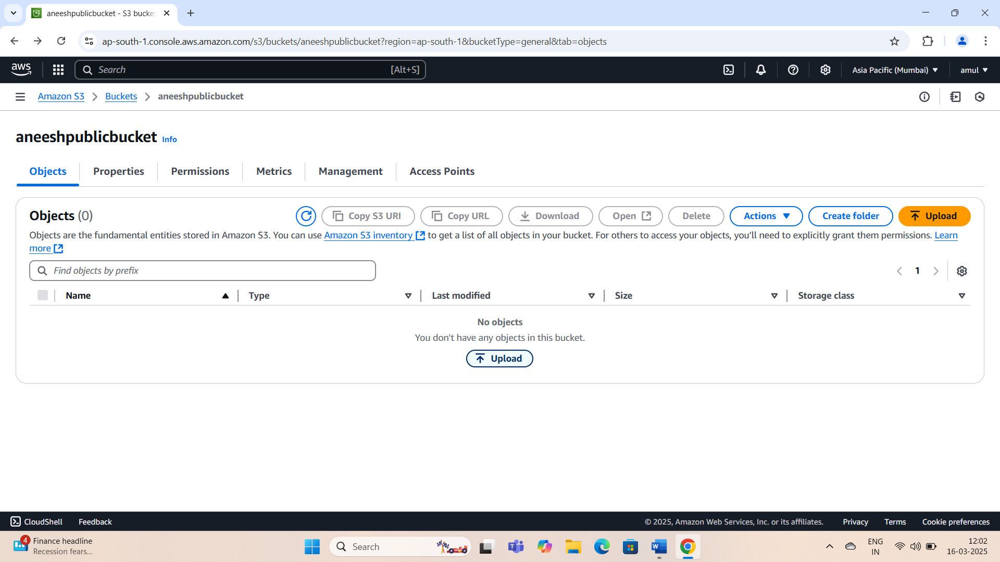 aneeshpublicbucket - S3 bucke
ap-south-1.console.aws.amazon.com/s3/buckets/aneeshpublicbucket?region=ap-south-1&bucketType=general&tab=objects
aws
Search
[Alt+S]
Asia Pacific (Mumbai)
amul
Amazon S3
Buckets
aneeshpublicbucket
aneeshpublicbucket Info
Objects
Properties
Permissions
Metrics
Management
Access Points
Objects (0)
Copy S3 URI
Copy URL
Download
Open
Delete
Actions
Create folder
Upload
Objects are the fundamental entities stored in Amazon S3. You can use Amazon S3 inventory to get a list of all objects in your bucket. For others to access your objects, you’ll need to explicitly grant them permissions. Learn
more
Find objects by prefix
1
Name
Type
Last modified
Size
Storage class
No objects
You don't have any objects in this bucket.
Upload
CloudShell
Feedback
© 2025, Amazon Web Services, Inc. or its affiliates.
Privacy
Terms
Cookie preferences
4
Finance headline
Recession fears...
Search
ENG
IN
12:02
16-03-2025